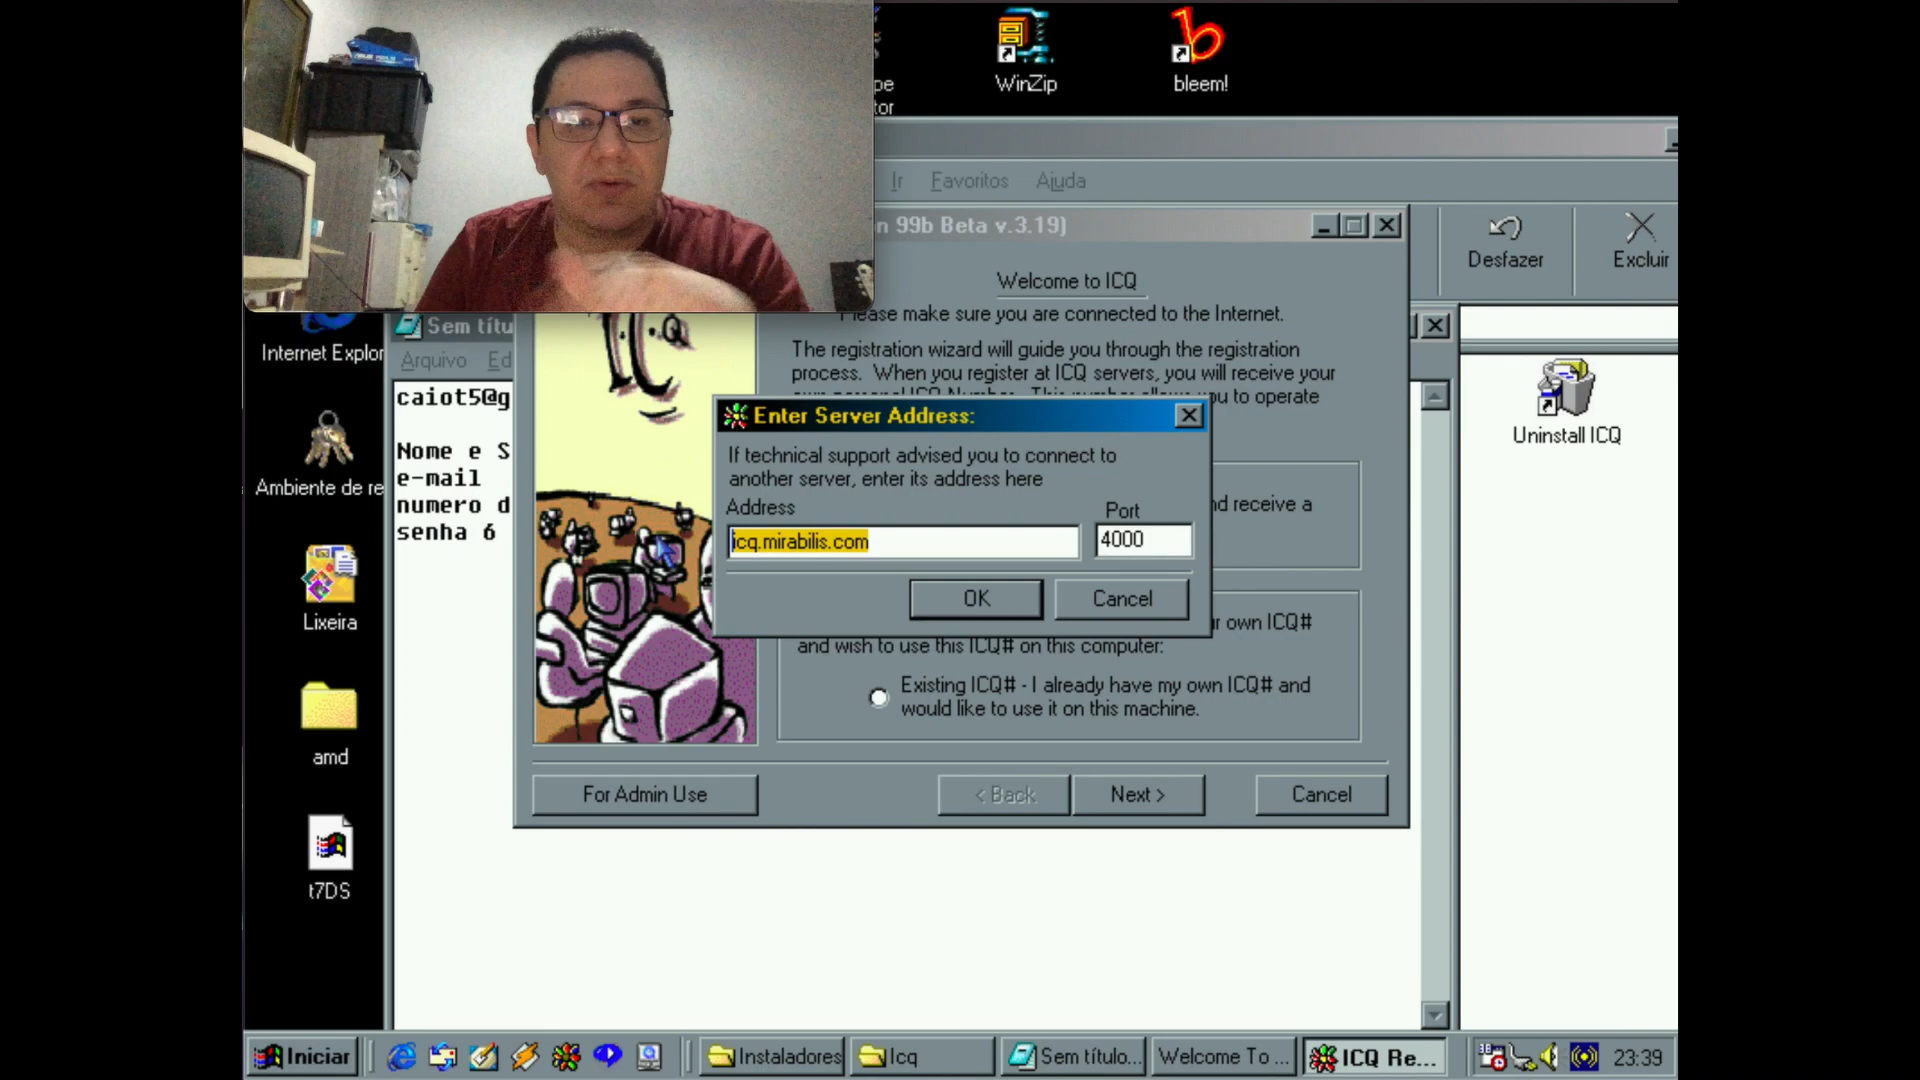 WinZip
bleem!
Ir
Favoritos
Ajuda
n 99b Beta v.3.19)
Desfazer
Excluir
Welcome to ICQ
Please make sure you are connected to the Internet.
The registration wizard will guide you through the registration
process. When you register at ICQ servers, you will receive your
you to operate
Internet Explor
Sem títu
Arquivo
Ed
caiot5@g
Nome e S
e-mail
numero d
senha 6
Ambiente de re
Lixeira
amd
t7DS
Uninstall ICQ
Enter Server Address:
If technical support advised you to connect to
another server, enter its address here
Address
Port
icq.mirabilis.com
4000
OK
Cancel
nd receive a
r own ICQ#
and wish to use this ICQ# on this computer:
Existing ICQ# - I already have my own ICQ# and
would like to use it on this machine.
For Admin Use
< Back
Next >
Cancel
Iniciar
Instaladores
Icq
Sem título...
Welcome To ...
ICQ Re...
23:39